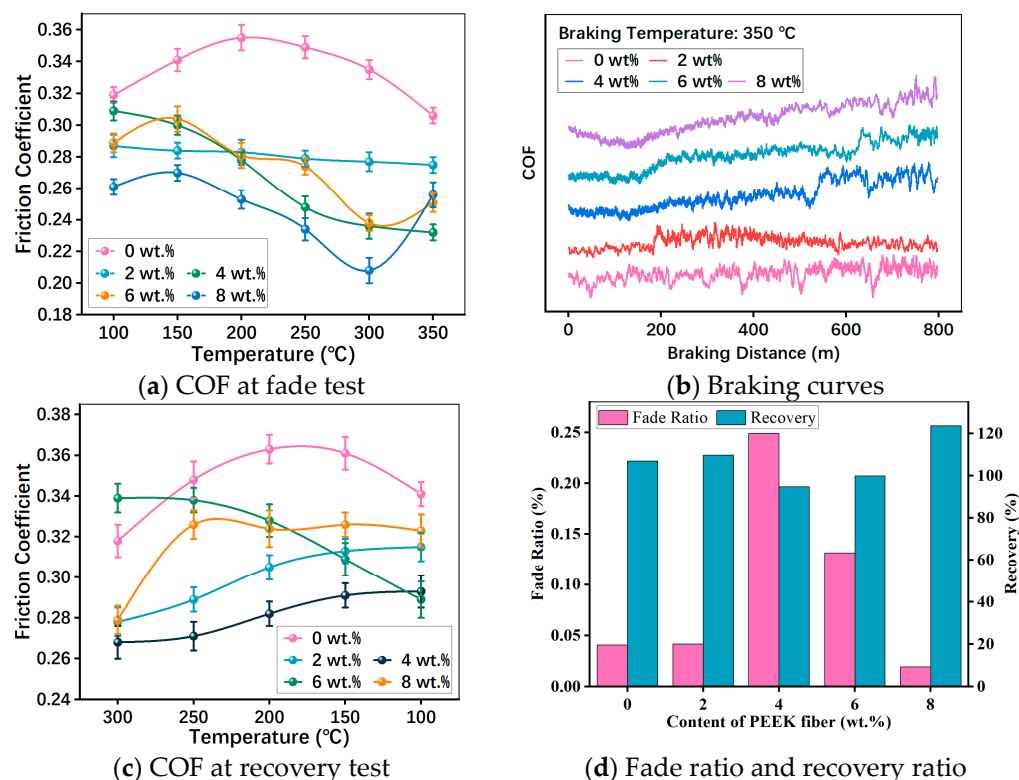 0.36
0.34
0.32
0.30
0.28
0.26
0.24
0.22
0.20
0.18
Friction Coefficient
0 wt.%
2 wt.% 4 wt.%
6 wt.% 8 wt.%
100 150 200 250 300 350
Temperature (℃)
(a) COF at fade test
Braking Temperature: 350 ℃
0 wt% 2 wt%
4 wt% 6 wt% 8 wt%
COF
0 200 400 600 800
Braking Distance (m)
(b) Braking curves
0.38
0.36
0.34
0.32
0.30
0.28
0.26
0.24
Friction Coefficient
0 wt.%
2 wt.% 4 wt.%
6 wt.% 8 wt.%
300 250 200 150 100
Temperature (℃)
(c) COF at recovery test
Fade Ratio Recovery
0.25
0.20
0.15
0.10
0.05
0.00
Fade Ratio (%)
120
100
80
60
40
20
0
Recovery (%)
0 2 4 6 8
Content of PEEK fiber (wt.%)
(d) Fade ratio and recovery ratio